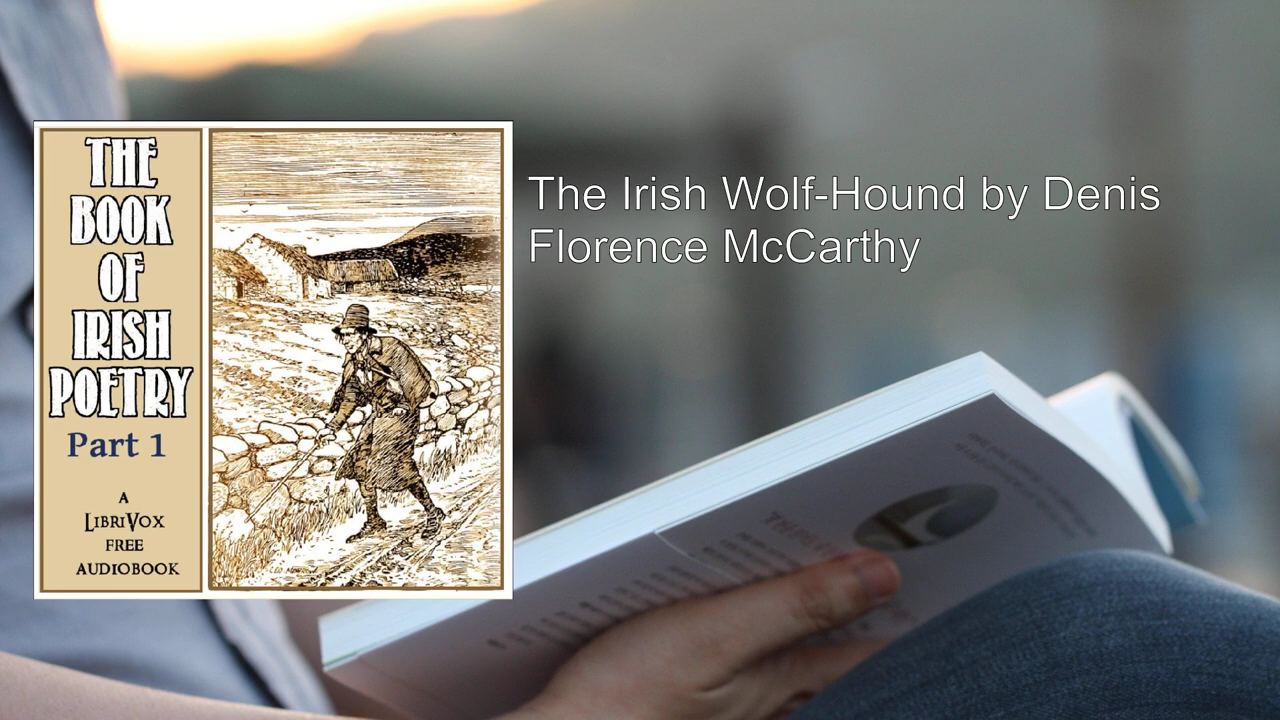 THE
BOOK
OF
IRISH
POETRY
Part 1
A
LIBRIVOX
FREE
AUDIOBOOK
The Irish Wolf-Hound by Denis
Florence McCarthy